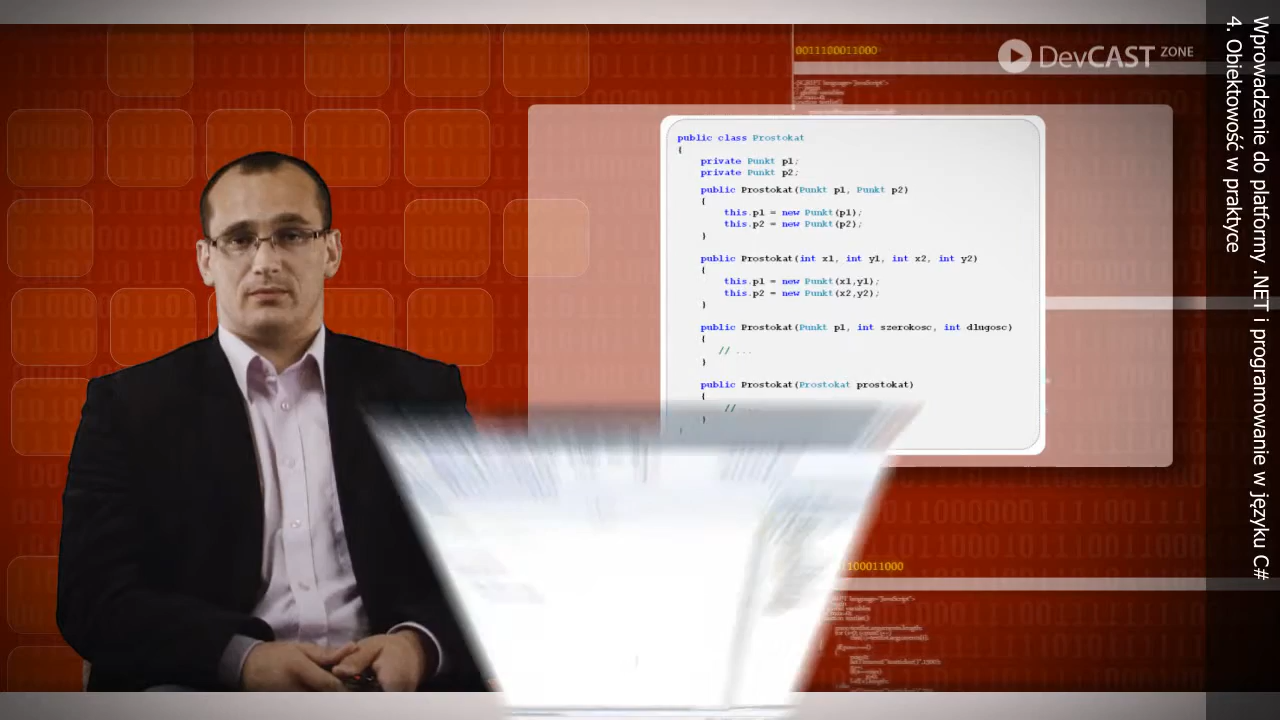 0011100011000
DevCAST ZONE
Wprowadzenie do platformy .NET i programowanie w języku C#
4. Obiektowość w praktyce
public class Prostokat
{
private Punkt p1;
private Punkt p2;
public Prostokat(Punkt p1, Punkt p2)
{
this.p1 = new Punkt(p1);
this.p2 = new Punkt(p2);
}
public Prostokat(int x1, int y1, int x2, int y2)
{
this.p1 = new Punkt(x1,y1);
this.p2 = new Punkt(x2,y2);
}
public Prostokat(Punkt p1, int szerokosc, int dlugosc)
{
// ...
}
public Prostokat(Prostokat prostokat)
{
// ...
}
}
100011000